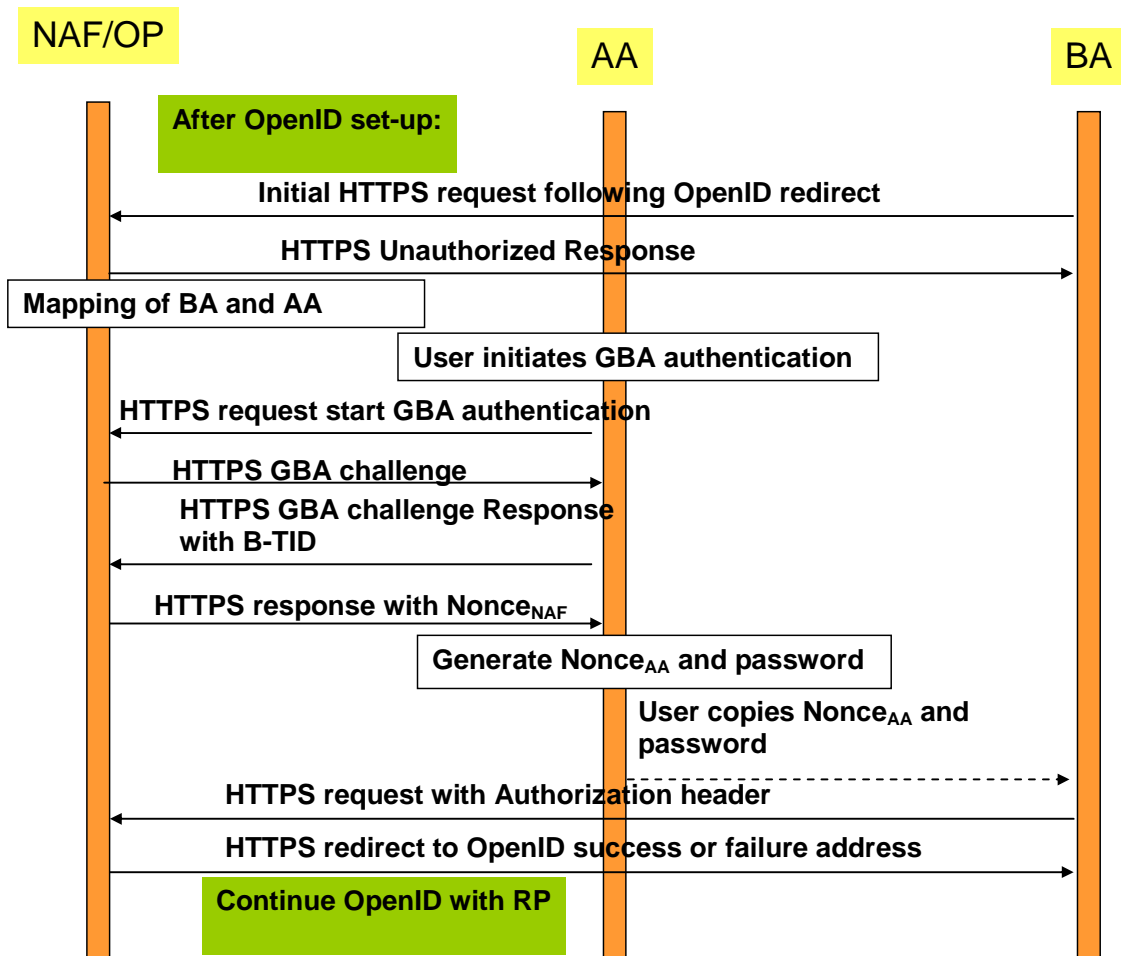 NAF/OP
AA
BA
After OpenID set-up:
Initial HTTPS request following OpenID redirect
HTTPS Unauthorized Response
Mapping of BA and AA
User initiates GBA authentication
HTTPS request start GBA authentication
HTTPS GBA challenge
HTTPS GBA challenge Response
with B-TID
HTTPS response with Nonce_NAF
Generate Nonce_AA and password
User copies Nonce_AA and
password
HTTPS request with Authorization header
HTTPS redirect to OpenID success or failure address
Continue OpenID with RP